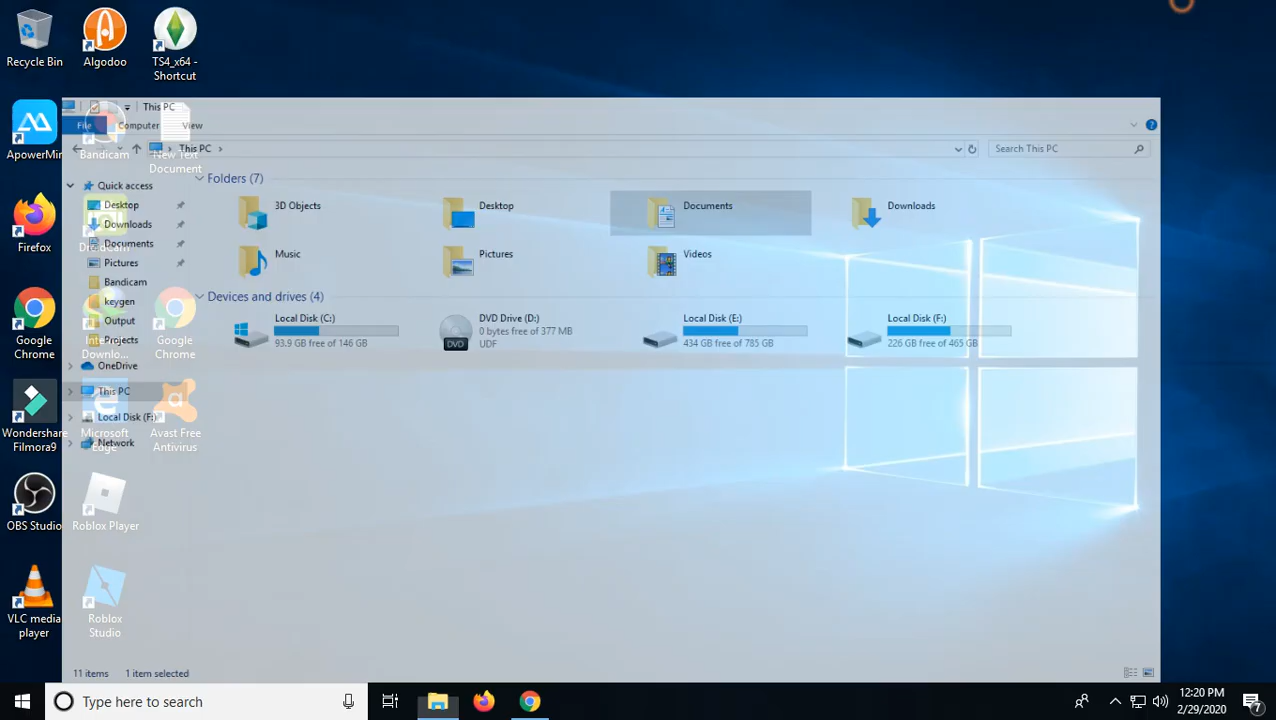 Recycle Bin
Algodoo
TS4_x64 -
Shortcut
This PC
File
Computer
View
ApowerMir
Bandicam
New Text
Document
This PC
Search This PC
Quick access
Folders (7)
Desktop
Downloads
Documents
Pictures
Bandicam
keygen
Output
Projects
OneDrive
This PC
Local Disk (F:)
Network
3D Objects
Desktop
Documents
Downloads
Music
Pictures
Videos
Devices and drives (4)
Local Disk (C:)
93.9 GB free of 146 GB
DVD Drive (D:)
0 bytes free of 377 MB
UDF
DVD
Local Disk (E:)
434 GB free of 785 GB
Local Disk (F:)
226 GB free of 465 GB
Firefox
Google
Chrome
Downlo...
Google
Chrome
Wondershare
Filmora9
Microsoft
Edge
Avast Free
Antivirus
OBS Studio
Roblox Player
VLC media
player
Roblox
Studio
11 items
1 item selected
Type here to search
12:20 PM
2/29/2020
7